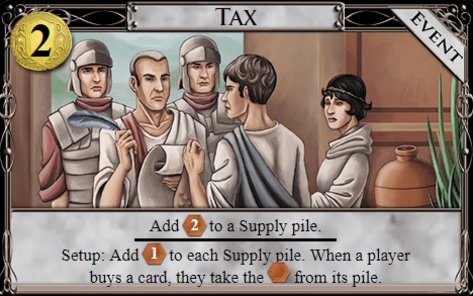 TAX
2
EVENT
Add 2 to a Supply pile.
Setup: Add 1 to each Supply pile. When a player
buys a card, they take the from its pile.